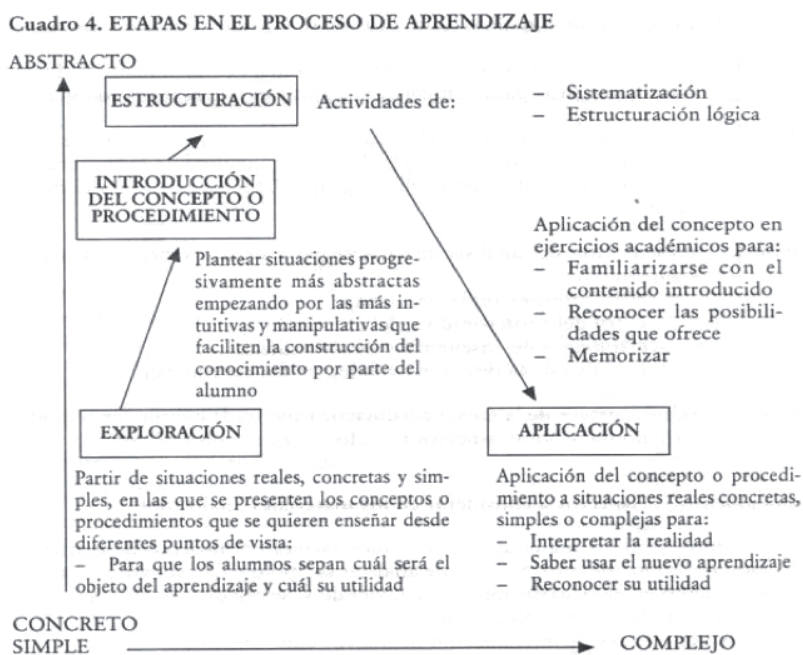 Cuadro 4. ETAPAS EN EL PROCESO DE APRENDIZAJE
ABSTRACTO
ESTRUCTURACIÓN
Actividades de:
– Sistematización
– Estructuración lógica
INTRODUCCIÓN
DEL CONCEPTO O
PROCEDIMIENTO
Plantear situaciones progre-
sivamente más abstractas
empezando por las más in-
tuitivas y manipulativas que
faciliten la construcción del
conocimiento por parte del
alumno
Aplicación del concepto en
ejercicios académicos para:
– Familiarizarse con el
contenido introducido
– Reconocer las posibili-
dades que ofrece
– Memorizar
EXPLORACIÓN
Partir de situaciones reales, concretas y sim-
ples, en las que se presenten los conceptos o
procedimientos que se quieren enseñar desde
diferentes puntos de vista:
– Para que los alumnos sepan cuál será el
objeto del aprendizaje y cuál su utilidad
APLICACIÓN
Aplicación del concepto o procedi-
miento a situaciones reales concretas,
simples o complejas para:
– Interpretar la realidad
– Saber usar el nuevo aprendizaje
– Reconocer su utilidad
CONCRETO
SIMPLE
COMPLEJO